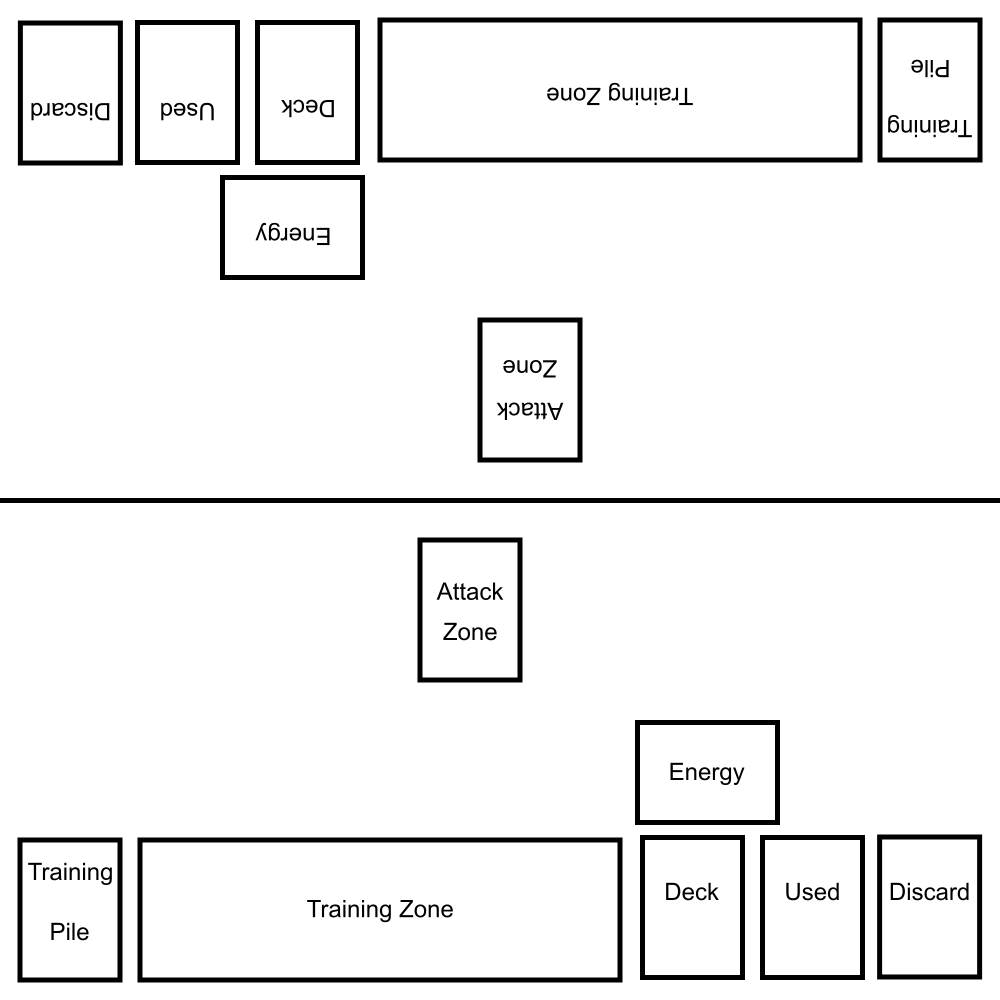 Discard
Used
Deck
Training Zone
Training
Pile
Energy
Attack
Zone
Attack
Zone
Energy
Training
Pile
Training Zone
Deck
Used
Discard